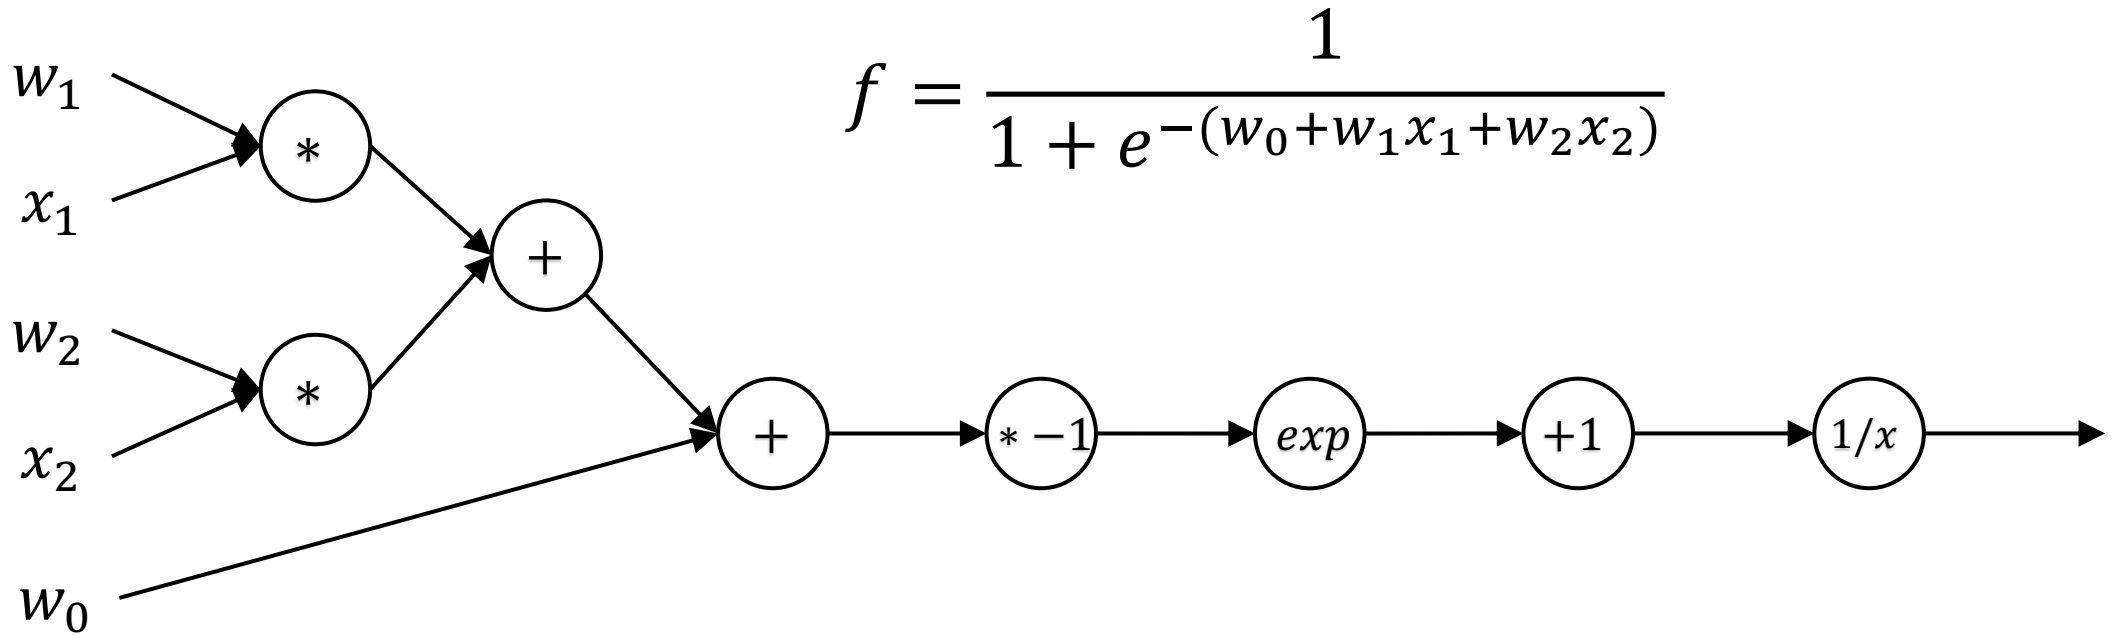 f = 1 / (1 + e^−(w₀+w₁x₁+w₂x₂))
w₁
*
x₁
+
w₂
*
x₂
+
* −1
exp
+1
1/x
w₀